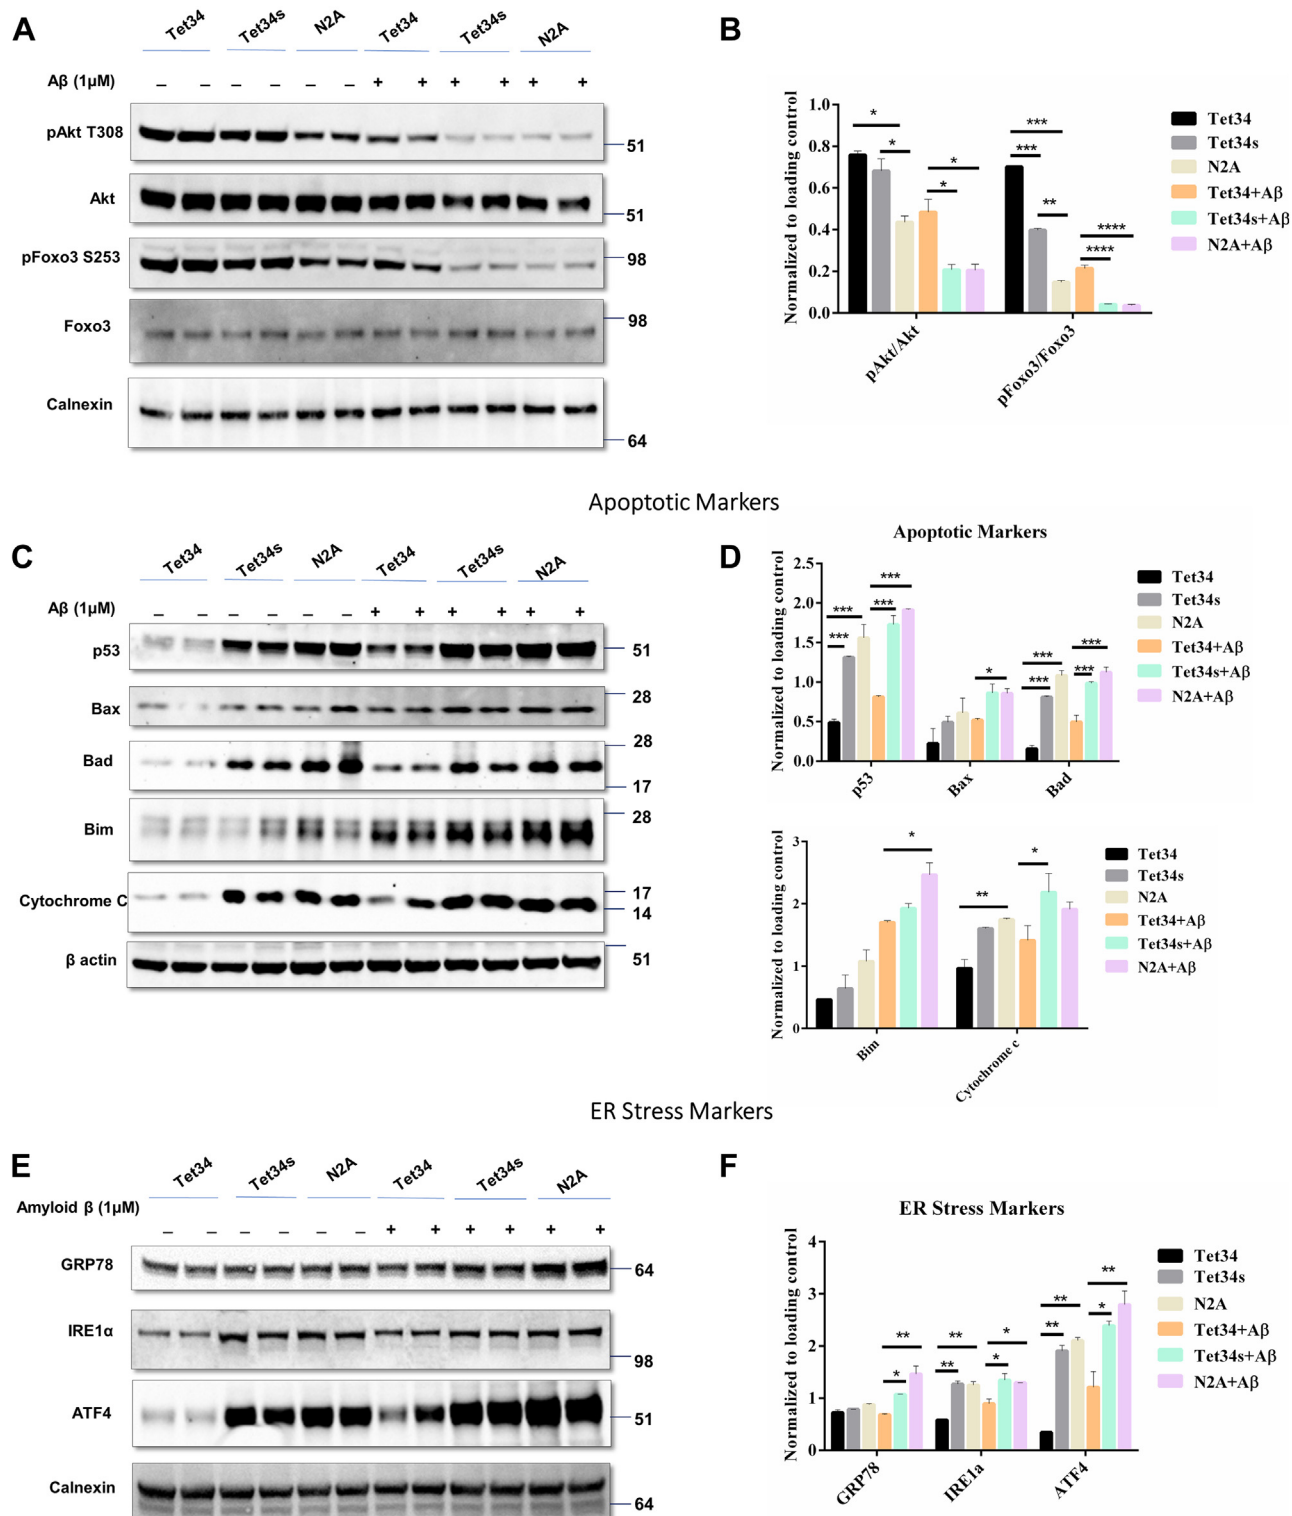 A
Tet34 Tet34s N2A Tet34 Tet34s N2A
Aβ (1µM) – – – – – – + + + + + +
pAkt T308
51
Akt
51
pFoxo3 S253
98
Foxo3
98
Calnexin
64
B
Normalized to loading control
1.0
0.8
0.6
0.4
0.2
0.0
* * * * *** *** ** **** ****
pAkt/Akt pFoxo3/Foxo3
Tet34
Tet34s
N2A
Tet34+Aβ
Tet34s+Aβ
N2A+Aβ
Apoptotic Markers
C
Tet34 Tet34s N2A Tet34 Tet34s N2A
Aβ (1µM) – – – – – – + + + + + +
p53
51
Bax
28
Bad
28
17
Bim
28
Cytochrome C
17
14
β actin
51
D
Apoptotic Markers
Normalized to loading control
2.5
2.0
1.5
1.0
0.5
0.0
*** *** *** *** * *** *** *** ***
p53 Bax Bad
Tet34
Tet34s
N2A
Tet34+Aβ
Tet34s+Aβ
N2A+Aβ
Normalized to loading control
3
2
1
0
* ** *
Bim Cytochrome c
Tet34
Tet34s
N2A
Tet34+Aβ
Tet34s+Aβ
N2A+Aβ
ER Stress Markers
E
Tet34 Tet34s N2A Tet34 Tet34s N2A
Amyloid β (1µM) – – – – – – + + + + + +
GRP78
64
IRE1α
98
ATF4
51
Calnexin
64
F
ER Stress Markers
Normalized to loading control
4
3
2
1
0
** * ** ** * * ** ** ** *
GRP78 IRE1a ATF4
Tet34
Tet34s
N2A
Tet34+Aβ
Tet34s+Aβ
N2A+Aβ